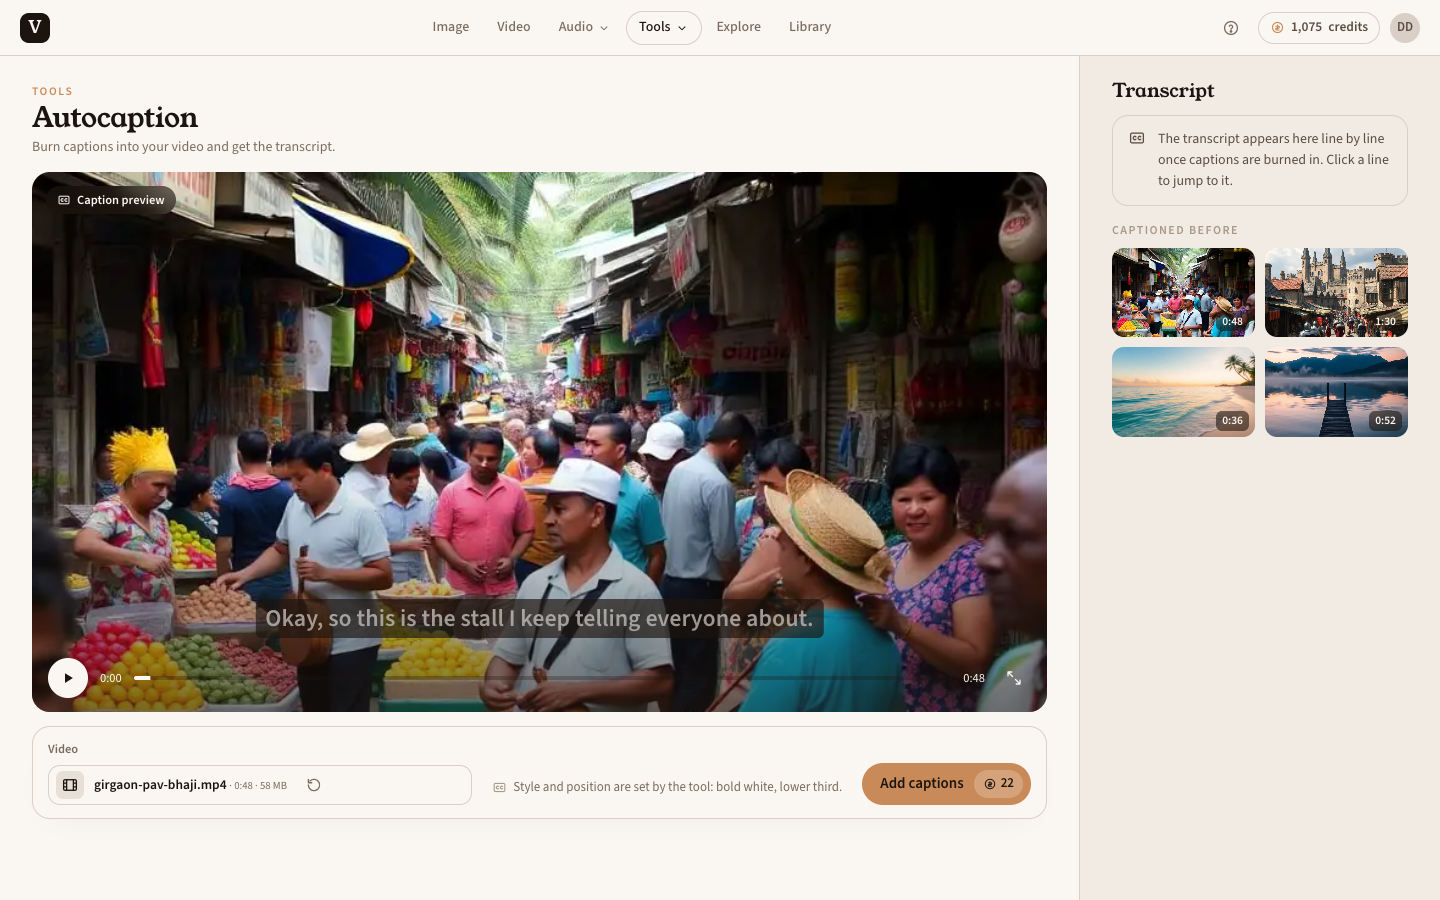 V
Image
Video
Audio
Tools
Explore
Library
1,075 credits
DD
TOOLS
Autocaption
Burn captions into your video and get the transcript.
Caption preview
Okay, so this is the stall I keep telling everyone about.
0:00
0:48
Video
girgaon-pav-bhaji.mp4 · 0:48 · 58 MB
Style and position are set by the tool: bold white, lower third.
Add captions
22
Transcript
The transcript appears here line by line
once captions are burned in. Click a line
to jump to it.
CAPTIONED BEFORE
0:48
1:30
0:36
0:52